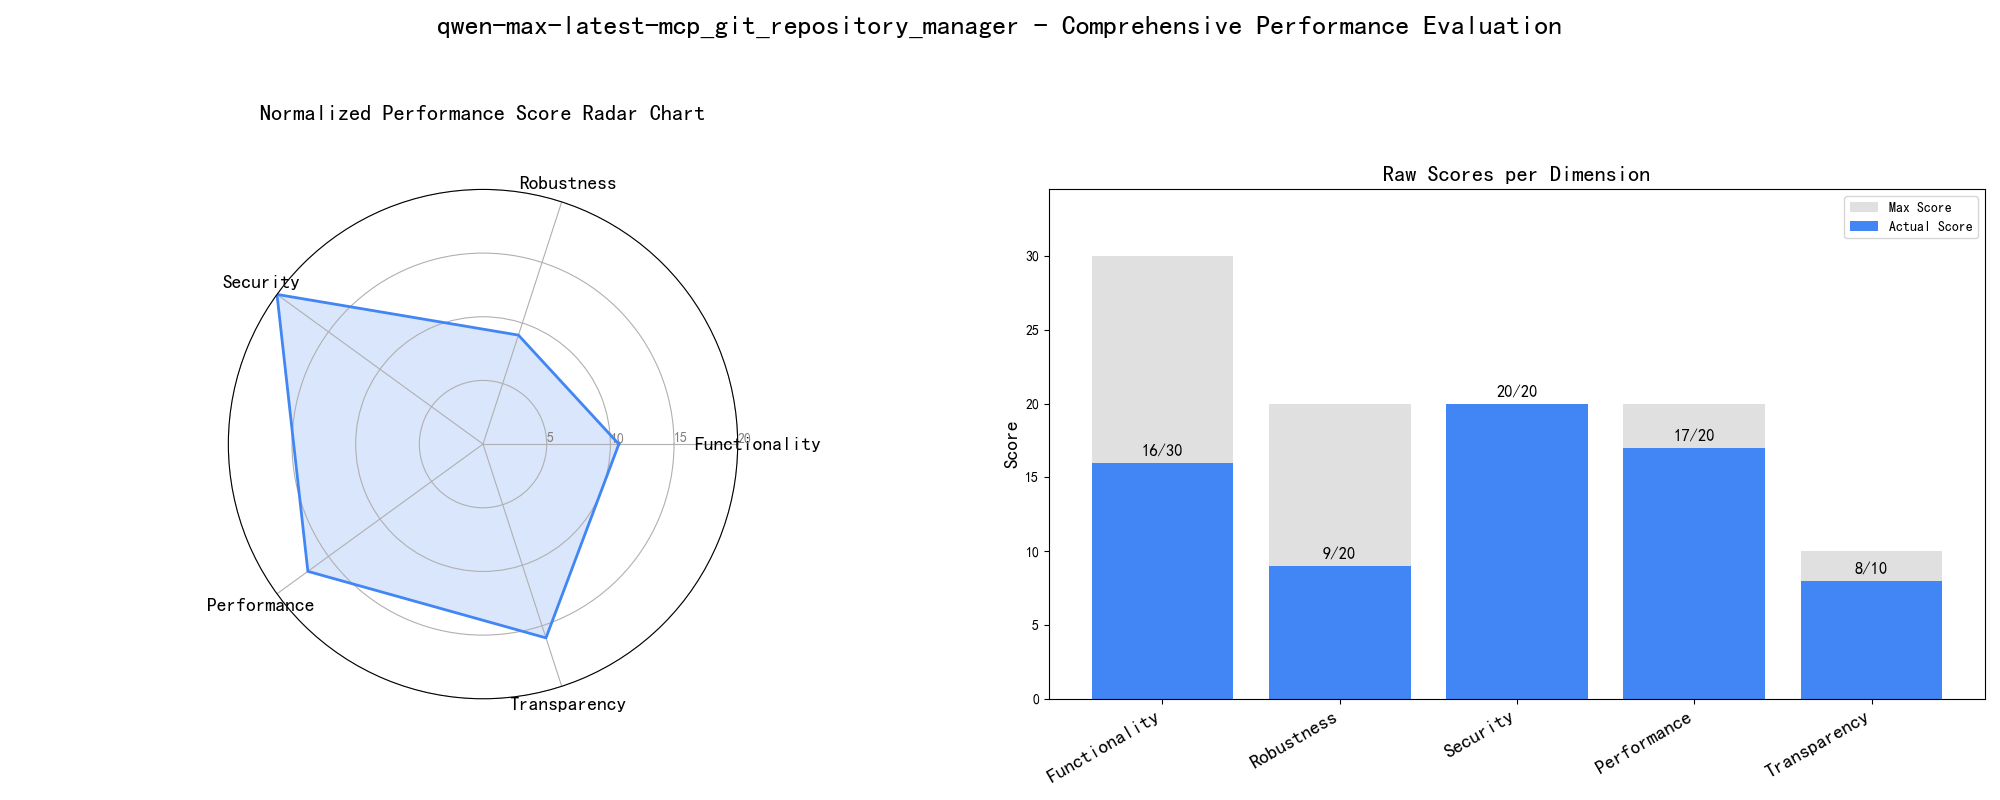 qwen-max-latest-mcp_git_repository_manager - Comprehensive Performance Evaluation
Normalized Performance Score Radar Chart
Robustness
Security
Functionality
5
10
15
20
Performance
Transparency
Raw Scores per Dimension
Max Score
Actual Score
Score
30
25
20
15
10
5
0
16/30
9/20
20/20
17/20
8/10
Functionality
Robustness
Security
Performance
Transparency